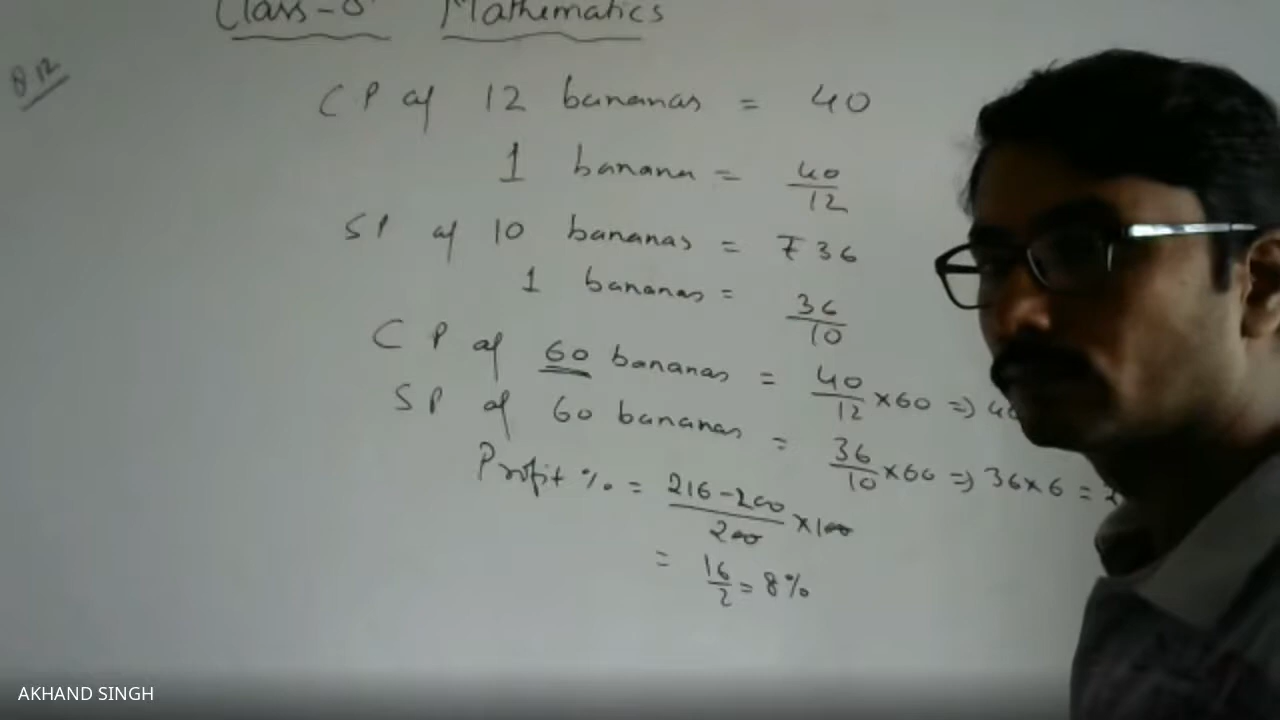 Class-8 Mathematics
Q 12
CP of 12 bananas = 40
1 banana = 40/12
SP of 10 bananas = ₹36
1 bananas = 36/10
CP of 60 bananas = 40/12 ×60 => 40
SP of 60 bananas = 36/10 ×60 => 36×6 = 2
Profit % = 216-200/200 ×100
= 16/2 = 8%
AKHAND SINGH